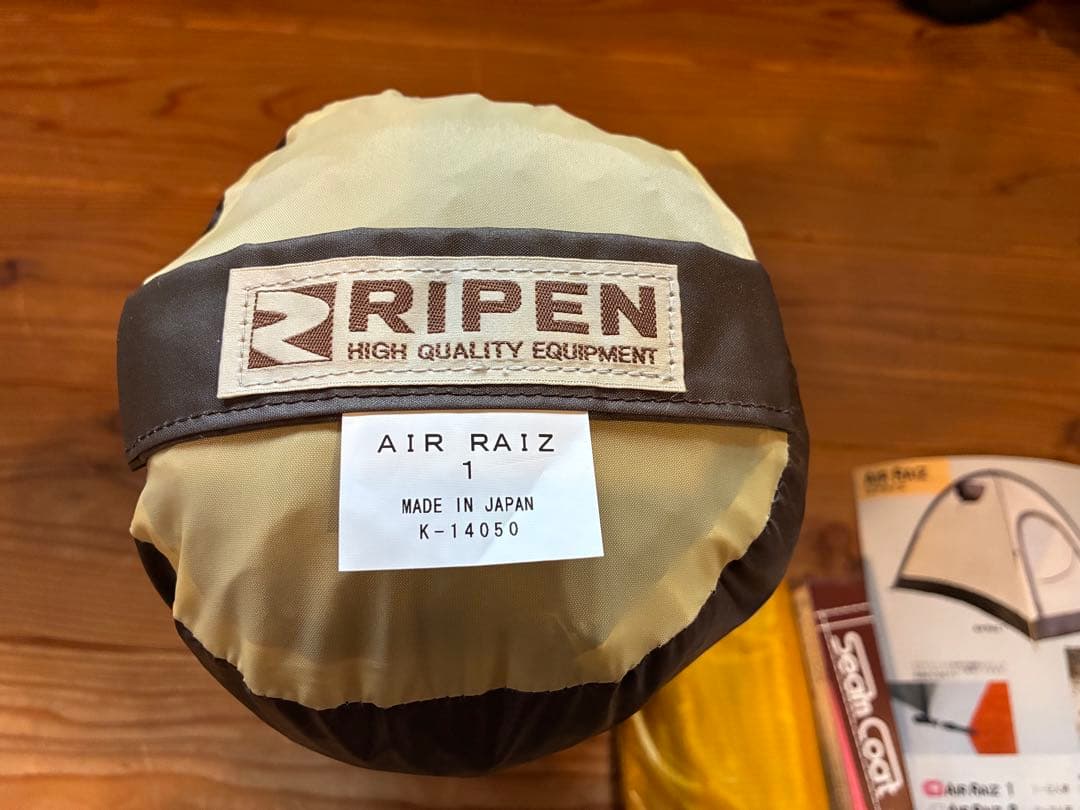 RIPEN
HIGH QUALITY EQUIPMENT
AIR RAIZ
1
MADE IN JAPAN
K-14050
AIR RAIZ
Seam Coat
AIR RAIZ 1